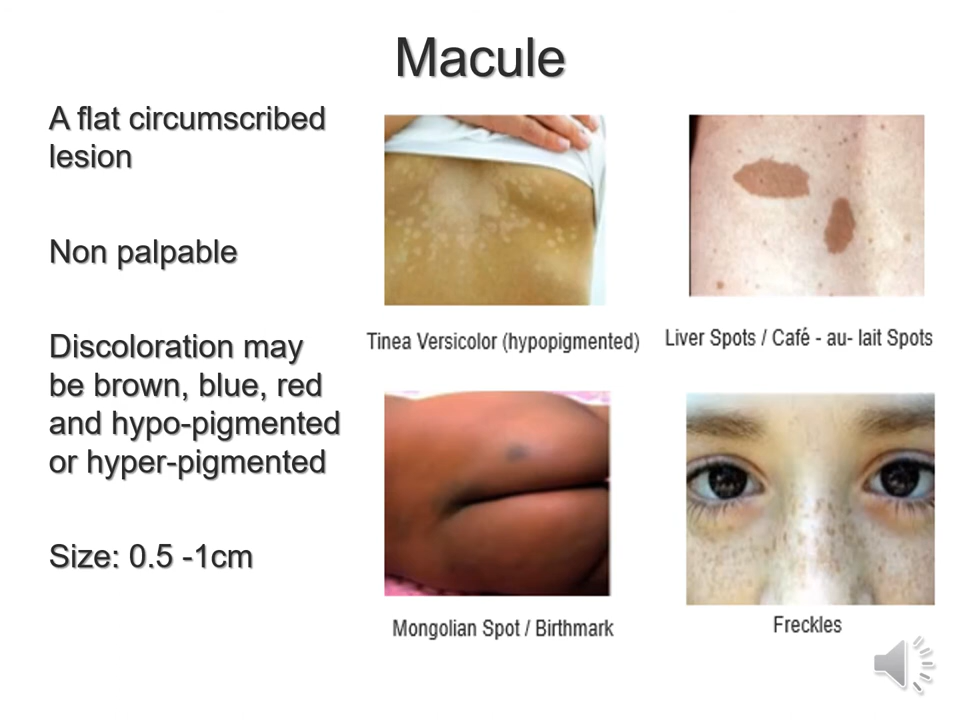 Macule
A flat circumscribed
lesion
Non palpable
Discoloration may
be brown, blue, red
and hypo-pigmented
or hyper-pigmented
Size: 0.5 -1cm
Tinea Versicolor (hypopigmented)
Liver Spots / Café - au- lait Spots
Mongolian Spot / Birthmark
Freckles